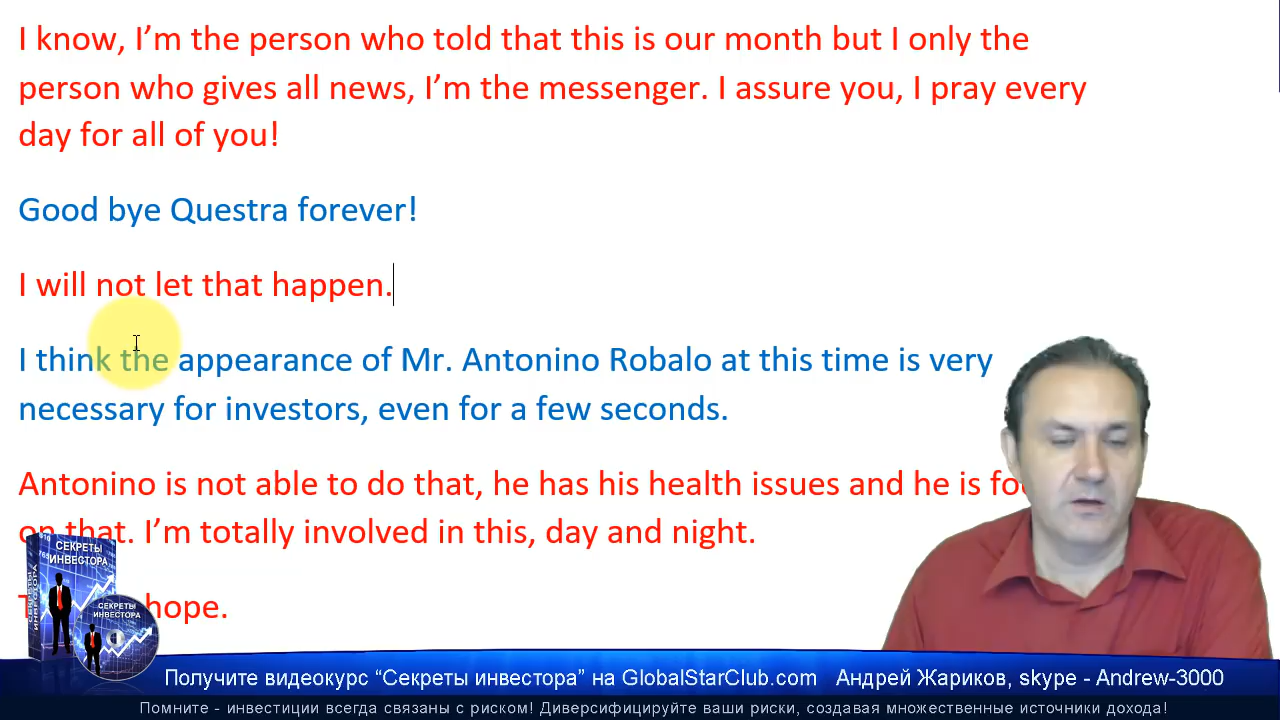 I know, I’m the person who told that this is our month but I only the
person who gives all news, I’m the messenger. I assure you, I pray every
day for all of you!
Good bye Questra forever!
I will not let that happen.
I think the appearance of Mr. Antonino Robalo at this time is very
necessary for investors, even for a few seconds.
Antonino is not able to do that, he has his health issues and he is
on that. I’m totally involved in this, day and night.
hope.
СЕКРЕТЫ
ИНВЕСТОРА
СЕКРЕТЫ
ИНВЕСТОРА
Получите видеокурс “Секреты инвестора” на GlobalStarClub.com Андрей Жариков, skype - Andrew-3000
Помните - инвестиции всегда связаны с риском! Диверсифицируйте ваши риски, создавая множественные источники дохода!